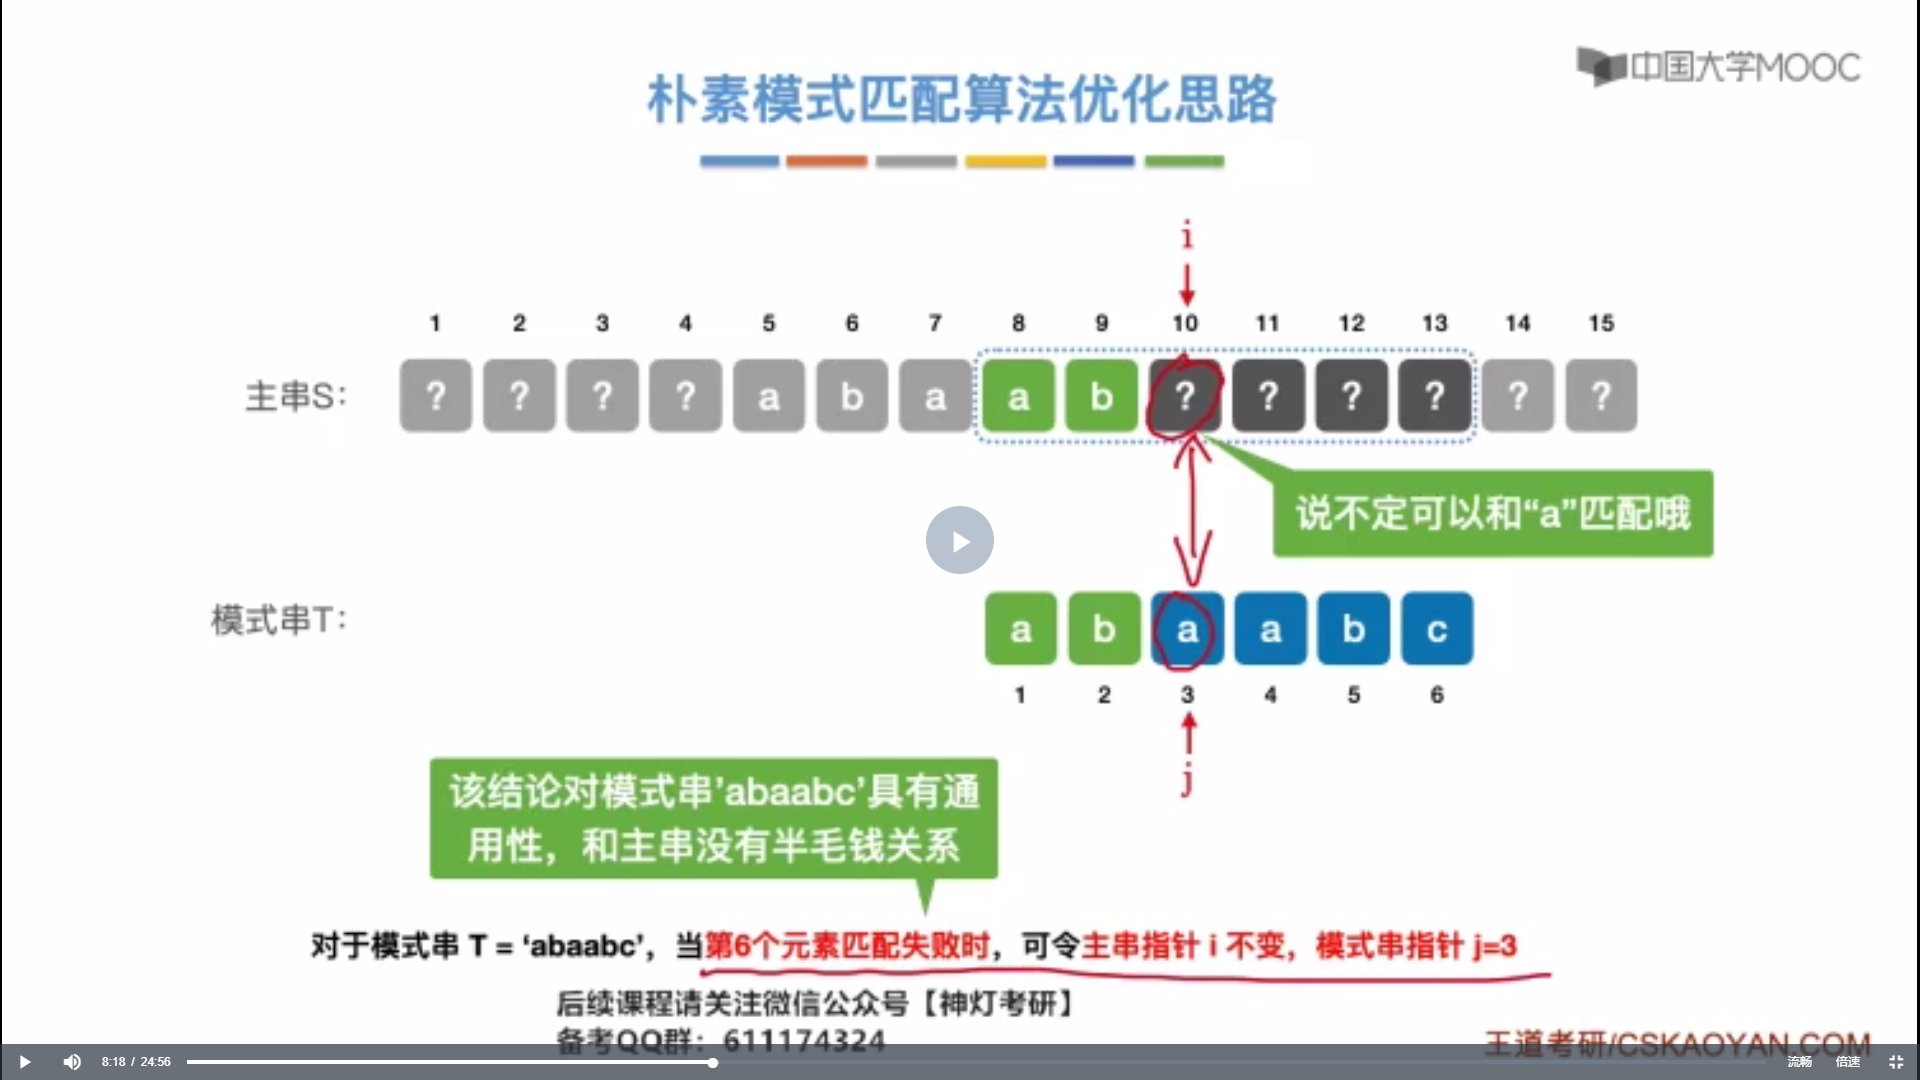 中国大学MOOC
朴素模式匹配算法优化思路
i
1 2 3 4 5 6 7 8 9 10 11 12 13 14 15
主串S： ? ? ? ? a b a a b ? ? ? ? ? ?
说不定可以和“a”匹配哦
模式串T： a b a a b c
1 2 3 4 5 6
j
该结论对模式串’abaabc’具有通
用性，和主串没有半毛钱关系
对于模式串 T = ‘abaabc’，当第6个元素匹配失败时，可令主串指针 i 不变，模式串指针 j=3
后续课程请关注微信公众号【神灯考研】
备考QQ群：611174324
王道考研/CSKAOYAN.COM
8:18 / 24:56 流畅 倍速